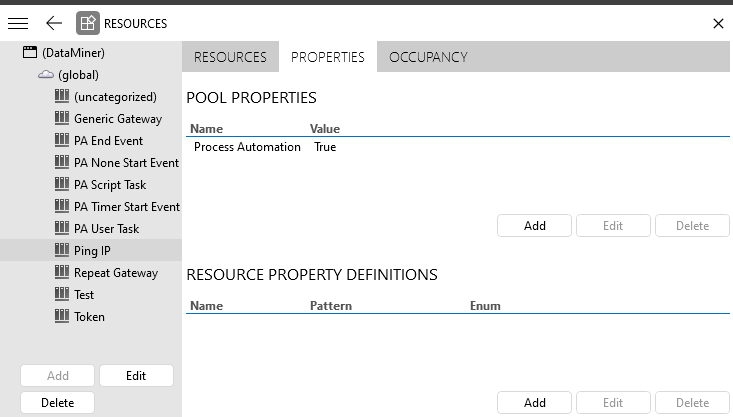 RESOURCES
(DataMiner)
(global)
(uncategorized)
Generic Gateway
PA End Event
PA None Start Event
PA Script Task
PA Timer Start Event
PA User Task
Ping IP
Repeat Gateway
Test
Token
Add Edit
Delete
RESOURCES PROPERTIES OCCUPANCY
POOL PROPERTIES
Name Value
Process Automation True
Add Edit Delete
RESOURCE PROPERTY DEFINITIONS
Name Pattern Enum
Add Edit Delete